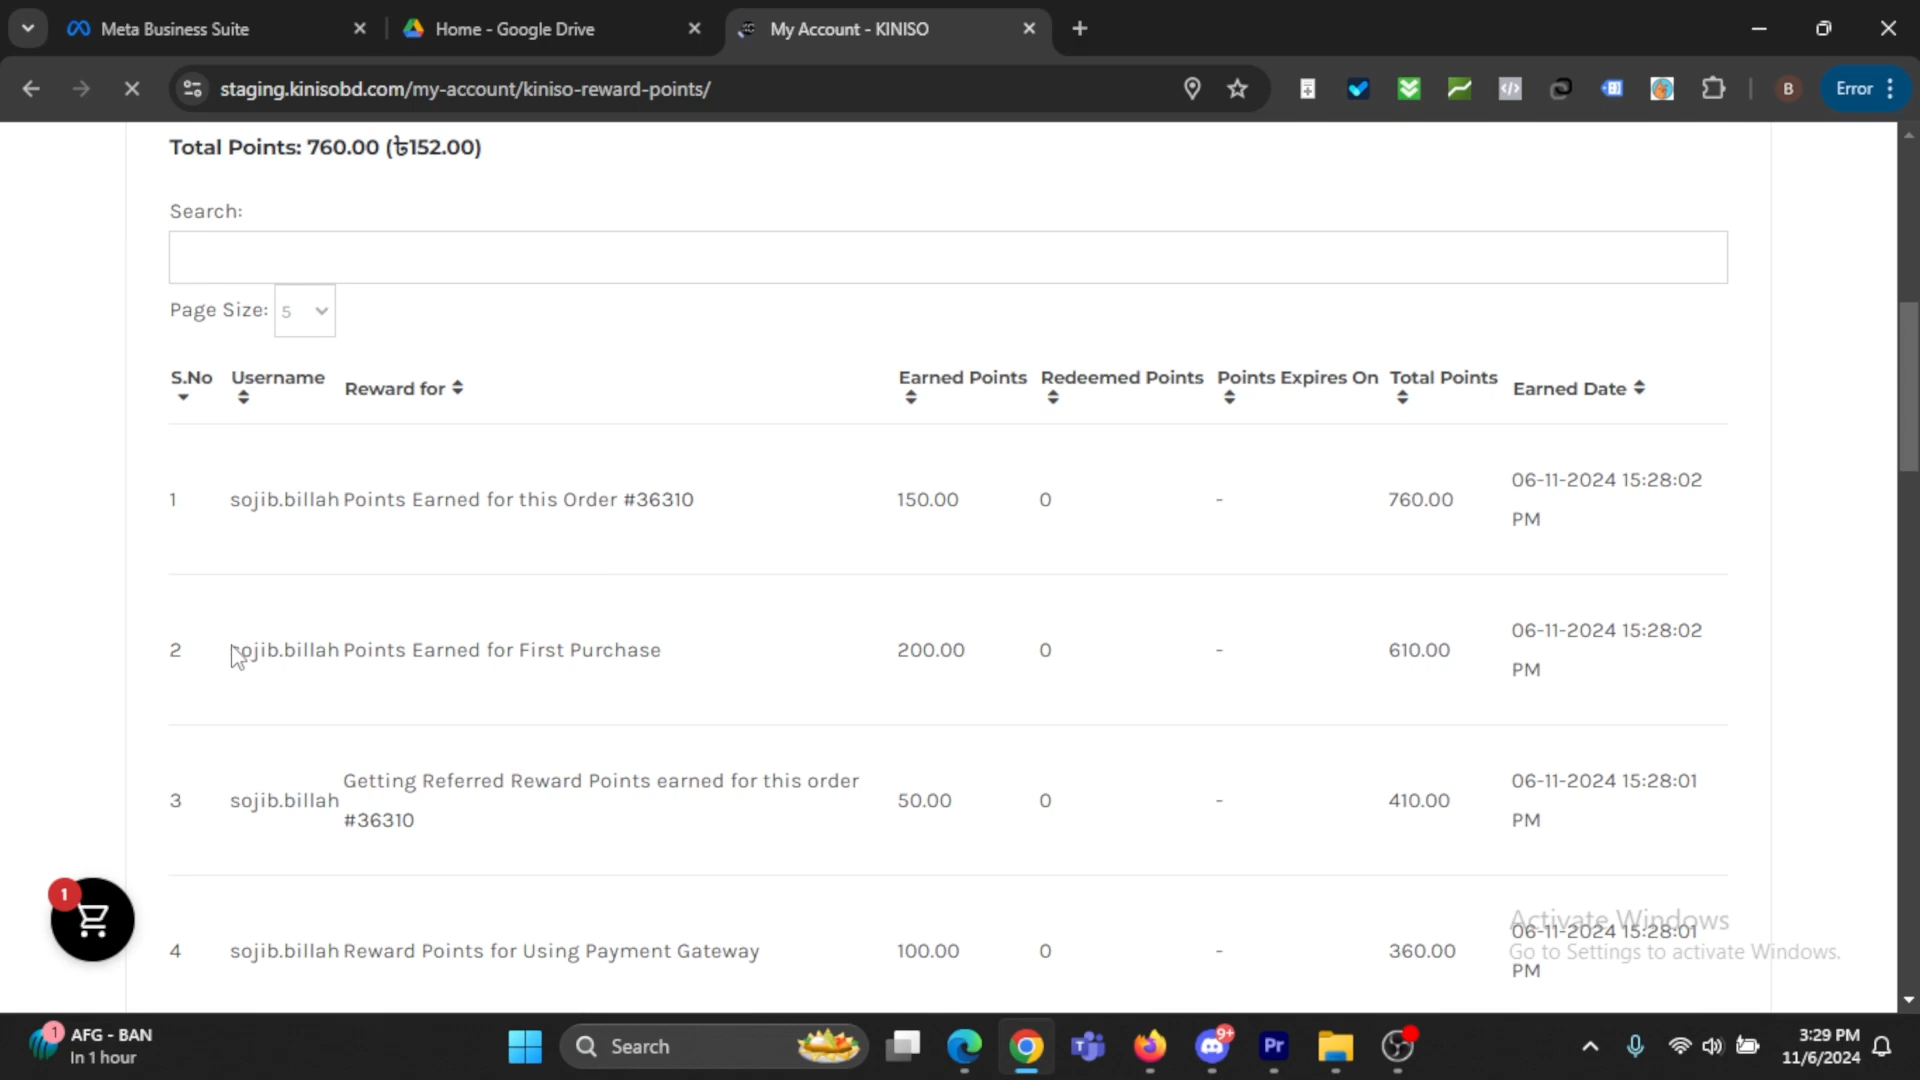 Meta Business Suite
Home - Google Drive
My Account - KINISO
staging.kinisobd.com/my-account/kiniso-reward-points/
B
Error
Total Points: 760.00 (৳152.00)
Search:
Page Size: 5
S.No Username Reward for Earned Points Redeemed Points Points Expires On Total Points Earned Date
1 sojib.billah Points Earned for this Order #36310 150.00 0 - 760.00 06-11-2024 15:28:02
PM
2 sojib.billah Points Earned for First Purchase 200.00 0 - 610.00 06-11-2024 15:28:02
PM
3 sojib.billah Getting Referred Reward Points earned for this order
#36310 50.00 0 - 410.00 06-11-2024 15:28:01
PM
4 sojib.billah Reward Points for Using Payment Gateway 100.00 0 - 360.00 06-11-2024 15:28:01
PM
1
Activate Windows
Go to Settings to activate Windows.
1
AFG - BAN
In 1 hour
Search
9+
Pr
3:29 PM
11/6/2024